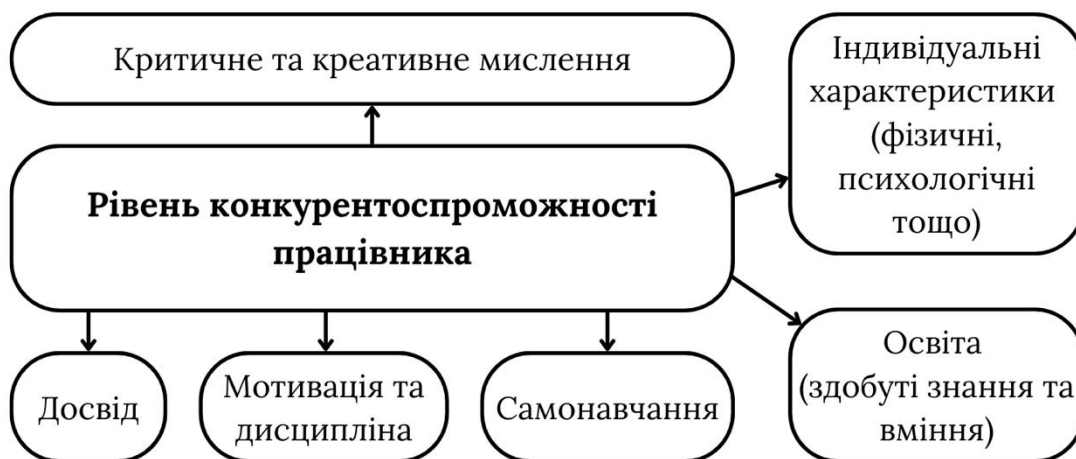 Критичне та креативне мислення
Індивідуальні
характеристики
(фізичні,
психологічні
тощо)
Рівень конкурентоспроможності
працівника
Досвід
Мотивація та
дисципліна
Самонавчання
Освіта
(здобуті знання та
вміння)